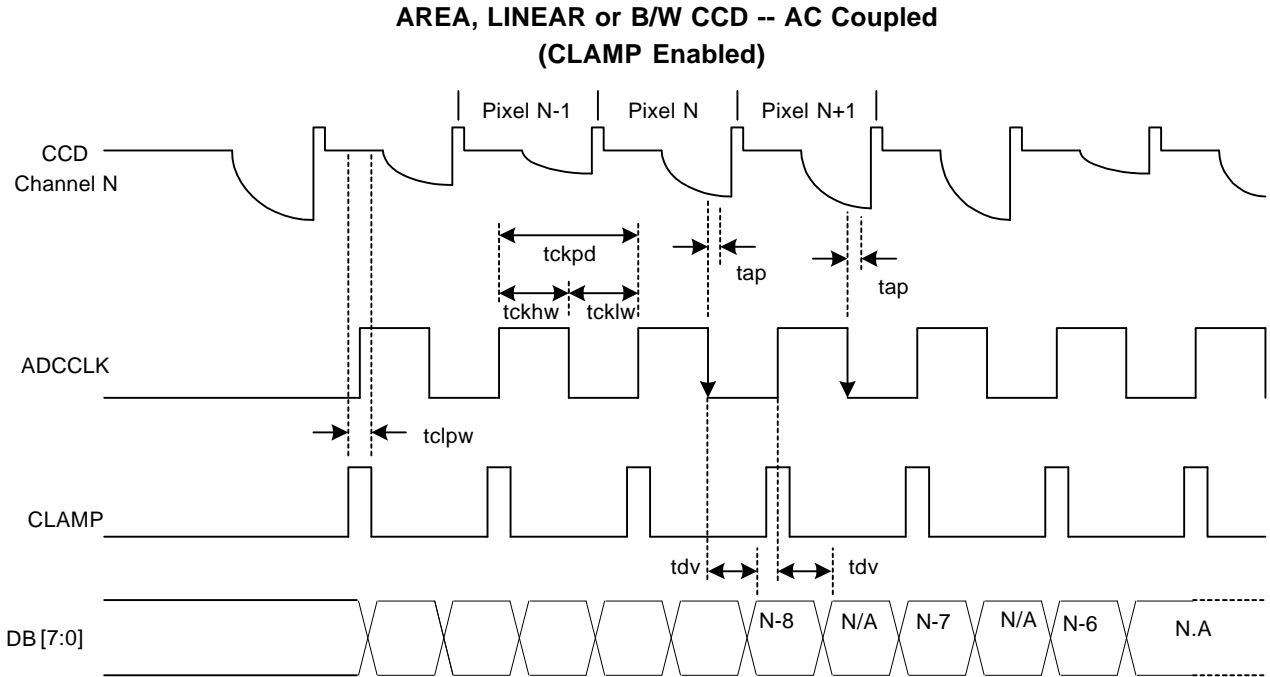 AREA, LINEAR or B/W CCD -- AC Coupled
(CLAMP Enabled)
Pixel N-1
Pixel N
Pixel N+1
CCD
Channel N
tckpd
tap
tap
tckhw
tcklw
ADCCLK
tclpw
CLAMP
tdv
tdv
DB [7:0]
N-8
N/A
N-7
N/A
N-6
N.A